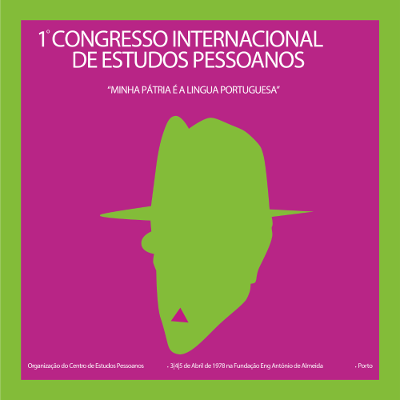 1° CONGRESSO INTERNACIONAL
DE ESTUDOS PESSOANOS
“MINHA PÁTRIA É A LINGUA PORTUGUESA”
Organização do Centro de Estudos Pessoanos . 3|4|5 de Abril de 1978 na Fundação Eng António de Almeida . Porto